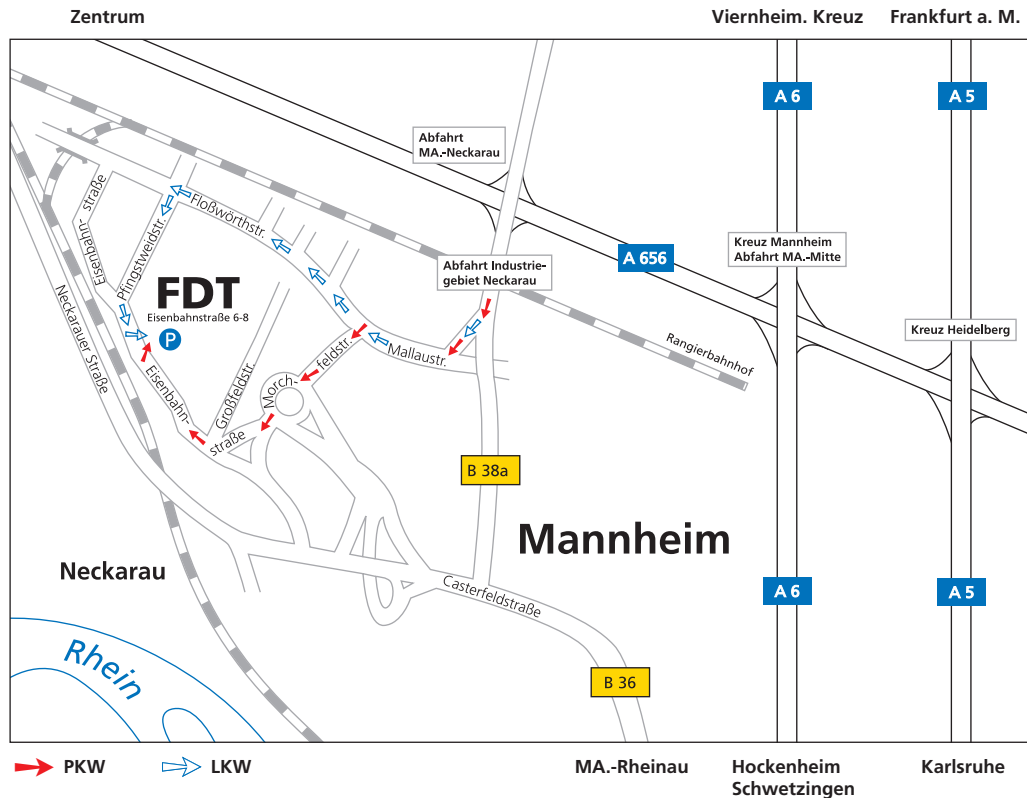 Zentrum
Viernheim. Kreuz
Frankfurt a. M.
A 6
A 5
Abfahrt
MA.-Neckarau
Eisenbahn-
straße
Pfingstweidstr.
Floßwörthstr.
Kreuz Mannheim
Abfahrt MA.-Mitte
A 656
Abfahrt Industrie-
gebiet Neckarau
FDT
Eisenbahnstraße 6-8
P
Neckarauer Straße
Kreuz Heidelberg
Rangierbahnhof
Mallaustr.
Morch-
feldstr.
Großfeldstr.
Eisenbahn-
straße
B 38a
Mannheim
Neckarau
Casterfeldstraße
A 6
A 5
Rhein
B 36
PKW
LKW
MA.-Rheinau
Hockenheim
Schwetzingen
Karlsruhe